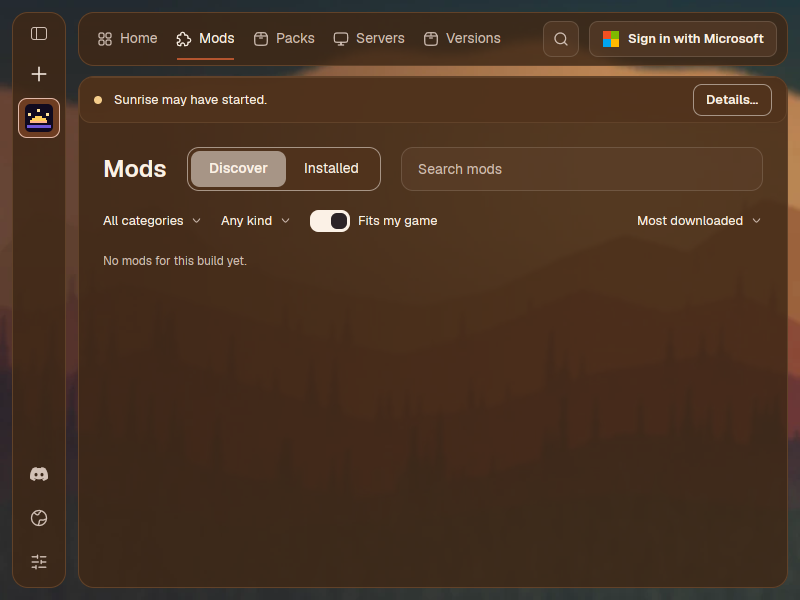 Home
Mods
Packs
Servers
Versions
Sign in with Microsoft
Sunrise may have started.
Details...
Mods
Discover
Installed
Search mods
All categories
Any kind
Fits my game
Most downloaded
No mods for this build yet.